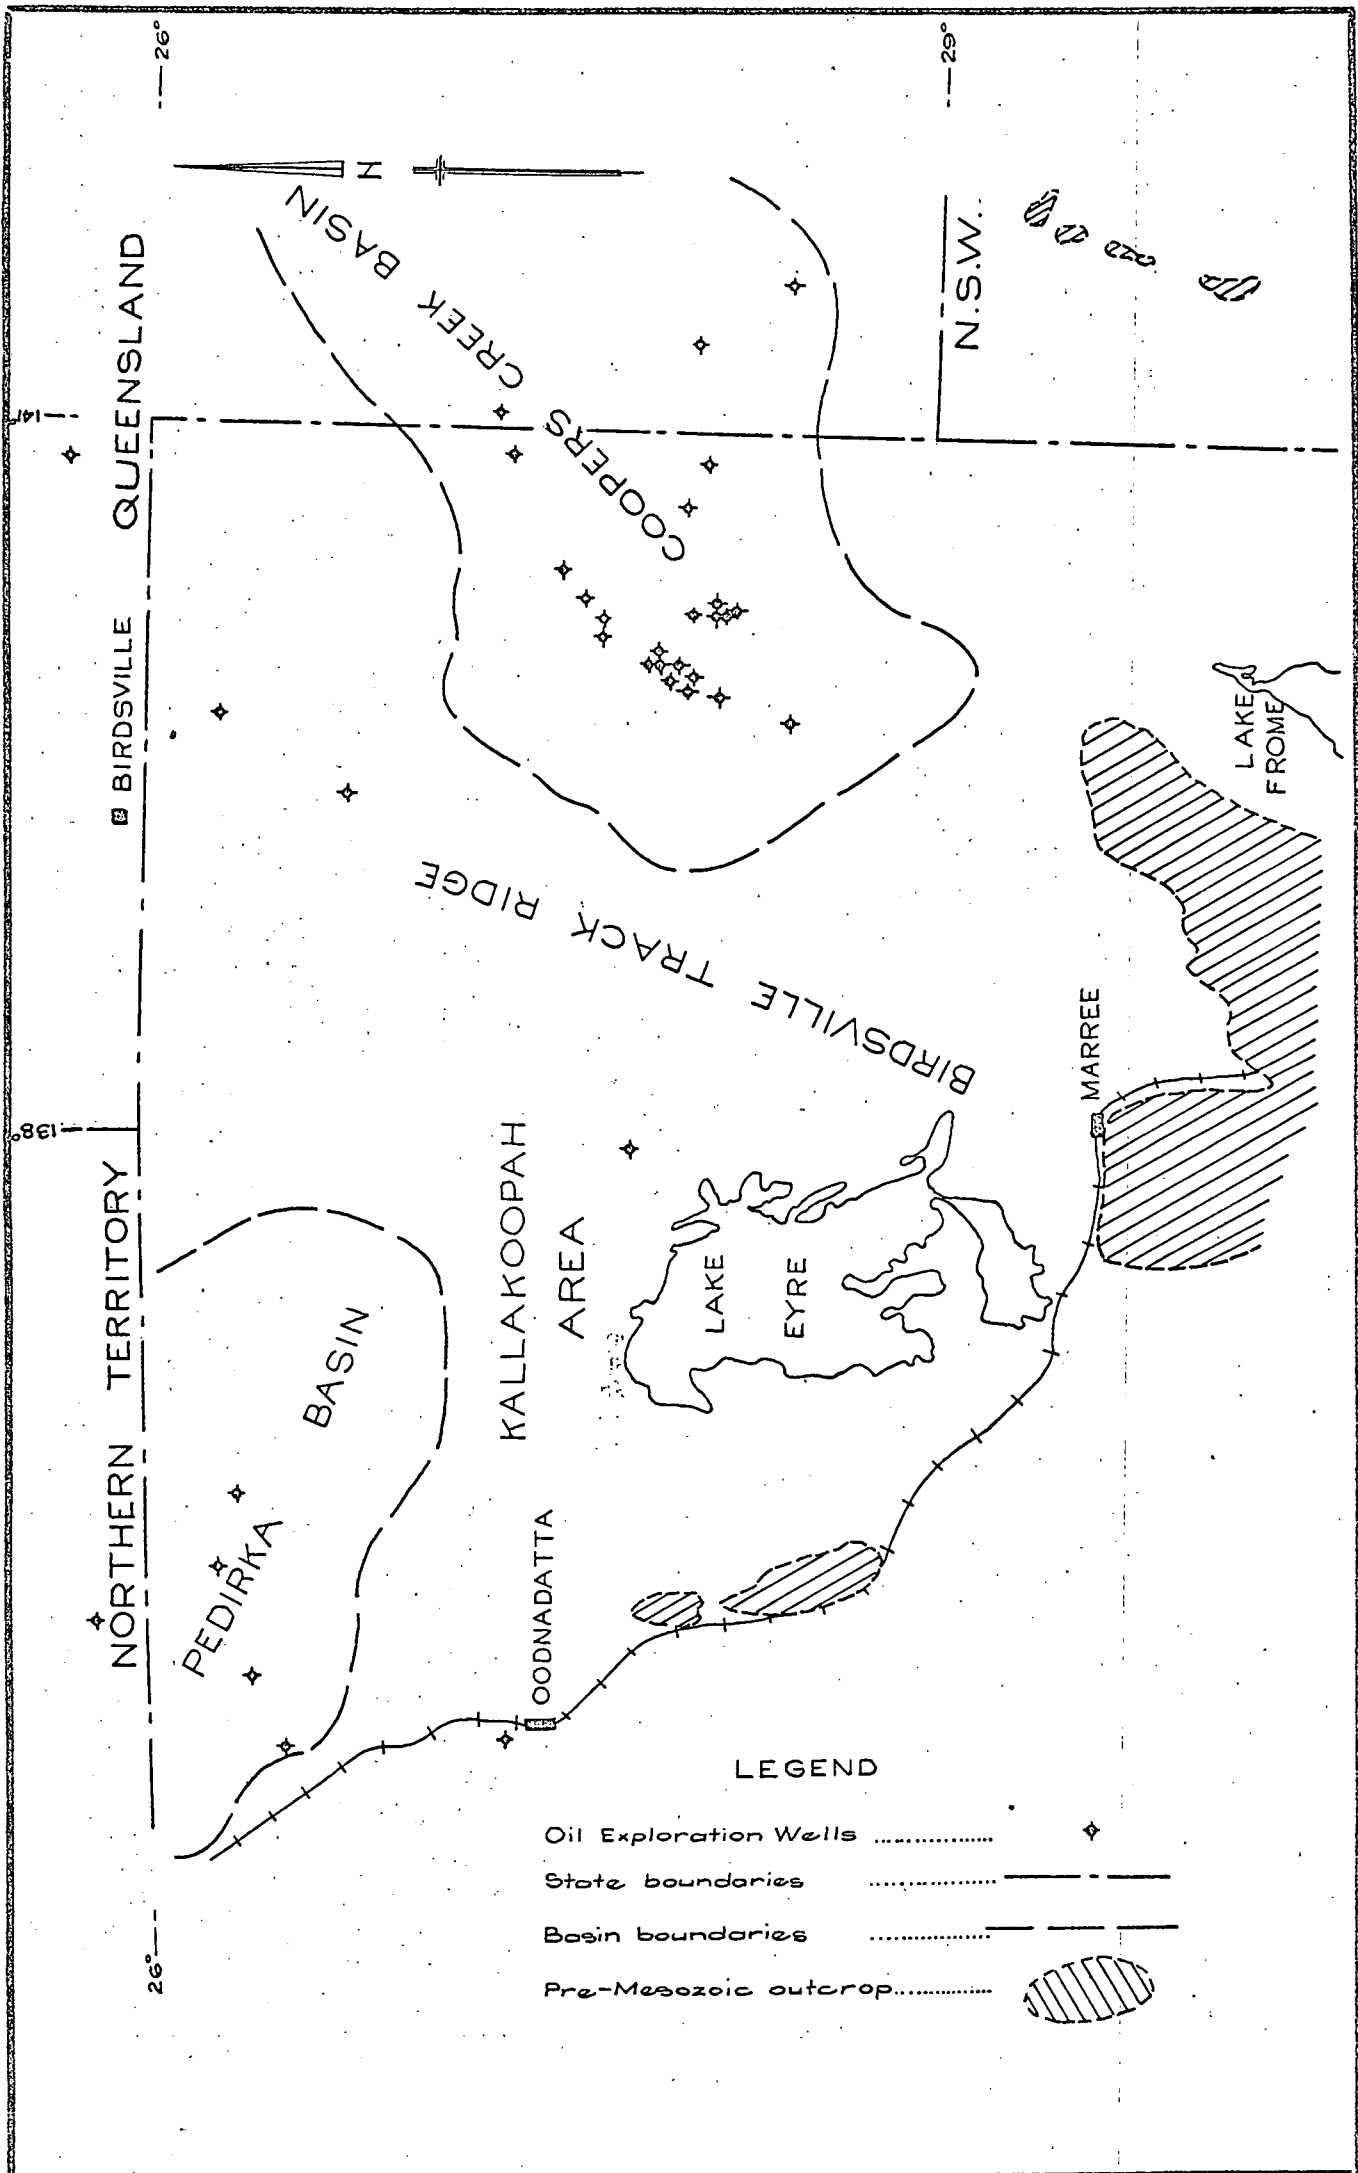 26°
138°
141°
26°
NORTHERN TERRITORY
QUEENSLAND
BIRDSVILLE
PEDIRKA
BASIN
COOPERS CREEK BASIN
N
KALLAKOOPAH
AREA
BIRDSVILLE TRACK RIDGE
OODNADATTA
LAKE
EYRE
MARREE
LAKE
FROME
29°
N.S.W.
LEGEND
Oil Exploration Wells ................
State boundaries ................
Basin boundaries ................
Pre-Mesozoic outcrop................